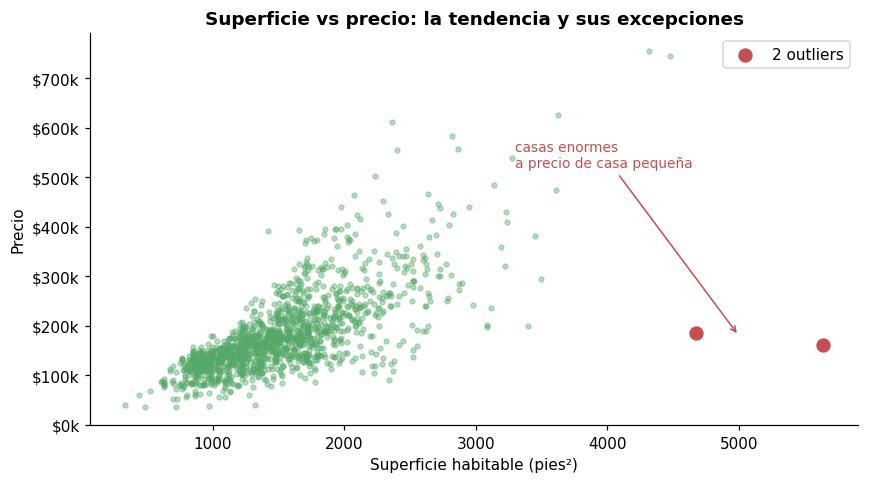 Superficie vs precio: la tendencia y sus excepciones
2 outliers
casas enormes
a precio de casa pequeña
Precio
$700k
$600k
$500k
$400k
$300k
$200k
$100k
$0k
1000 2000 3000 4000 5000
Superficie habitable (pies²)